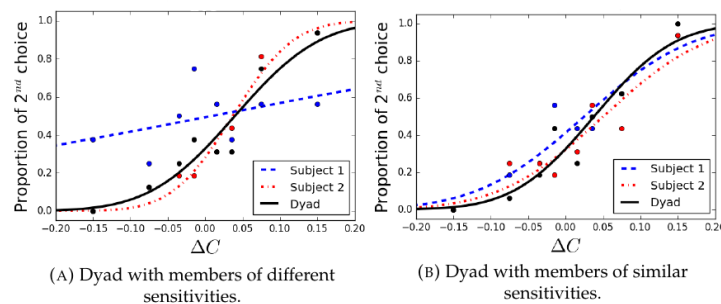 Proportion of 2nd choice
1.0
0.8
0.6
0.4
0.2
0.0
Subject 1
Subject 2
Dyad
−0.20 −0.15 −0.10 −0.05 0.00 0.05 0.10 0.15 0.20
ΔC
(A) Dyad with members of different
sensitivities.
Proportion of 2nd choice
1.0
0.8
0.6
0.4
0.2
0.0
Subject 1
Subject 2
Dyad
−0.20 −0.15 −0.10 −0.05 0.00 0.05 0.10 0.15 0.20
ΔC
(B) Dyad with members of similar
sensitivities.